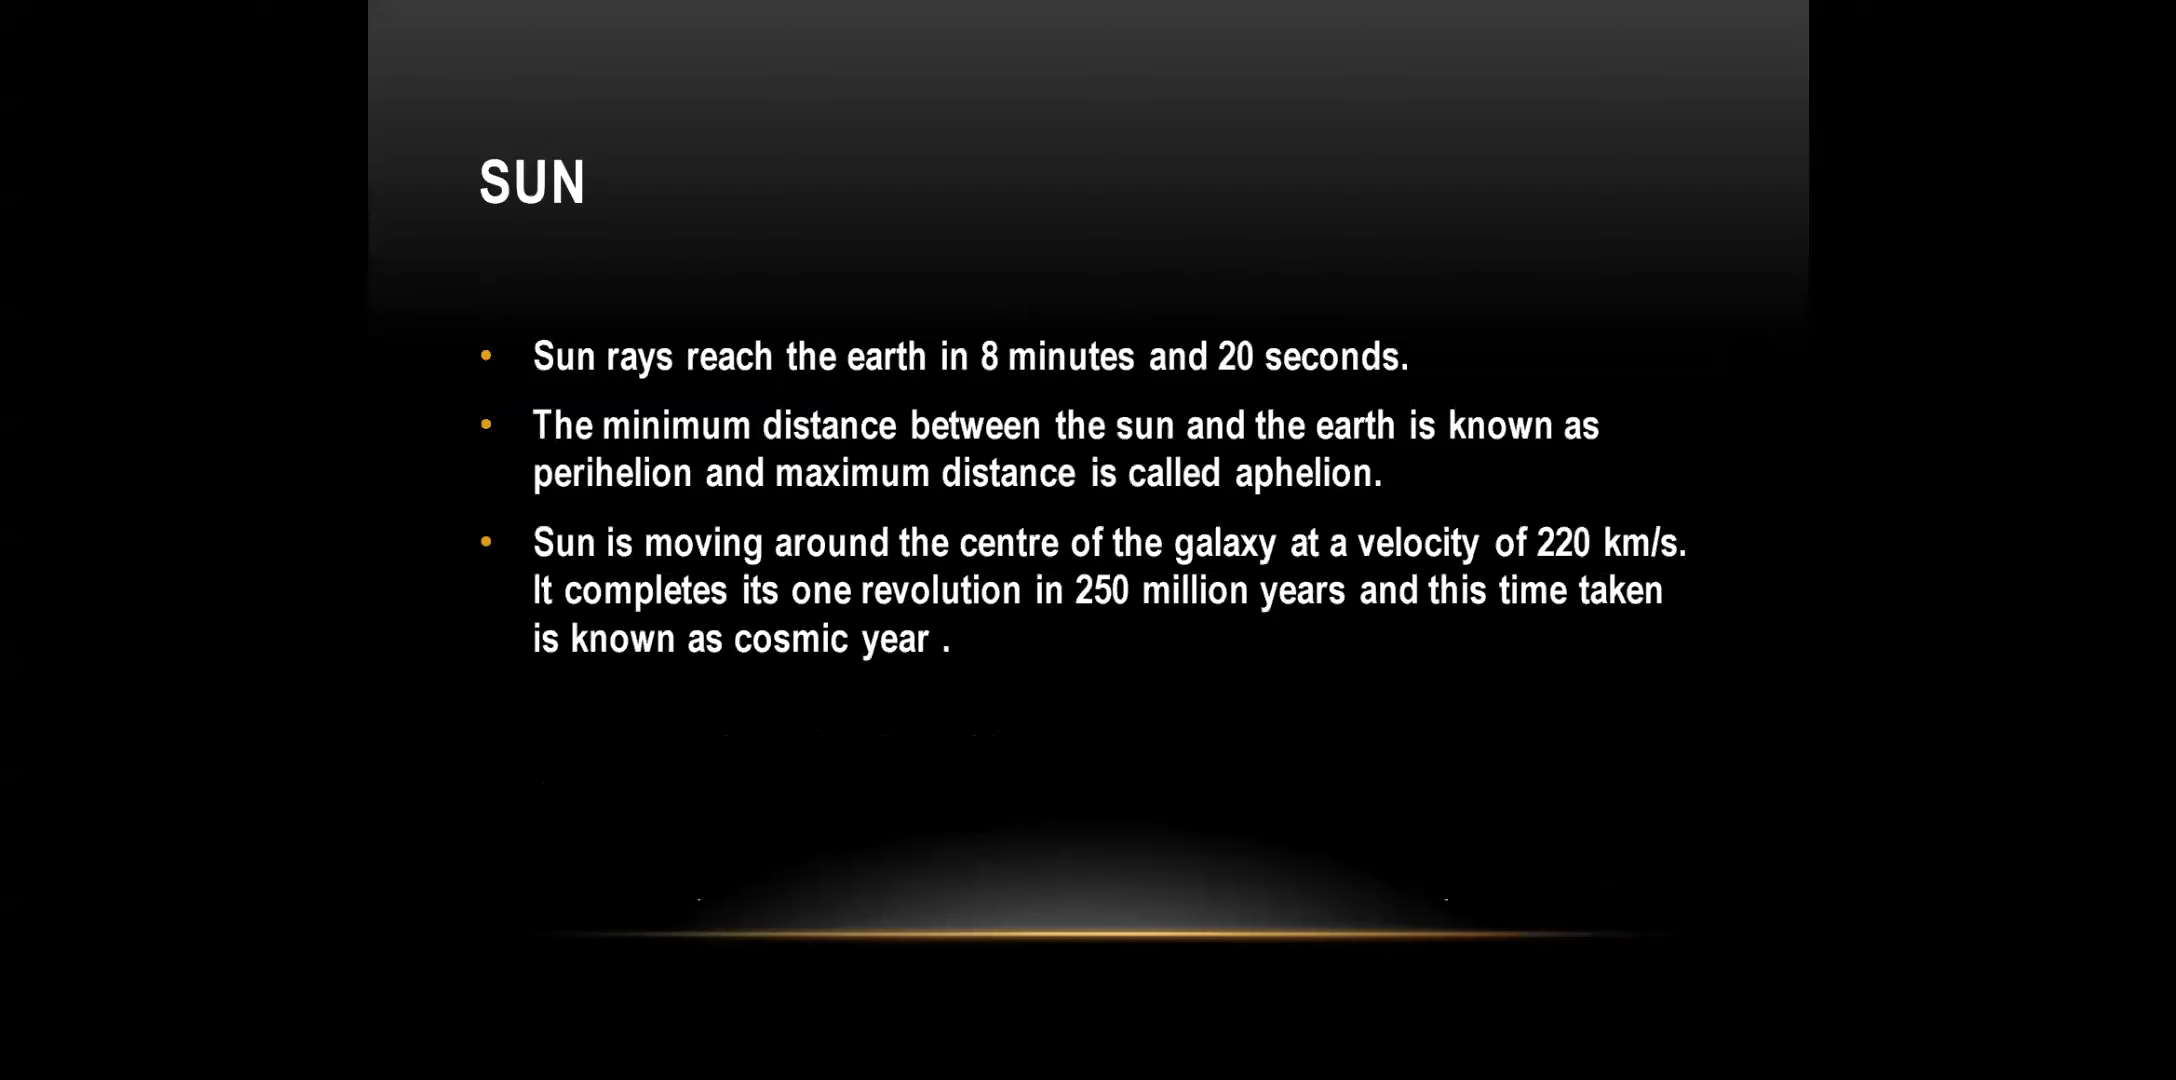 SUN
• Sun rays reach the earth in 8 minutes and 20 seconds.
• The minimum distance between the sun and the earth is known as
perihelion and maximum distance is called aphelion.
• Sun is moving around the centre of the galaxy at a velocity of 220 km/s.
It completes its one revolution in 250 million years and this time taken
is known as cosmic year .